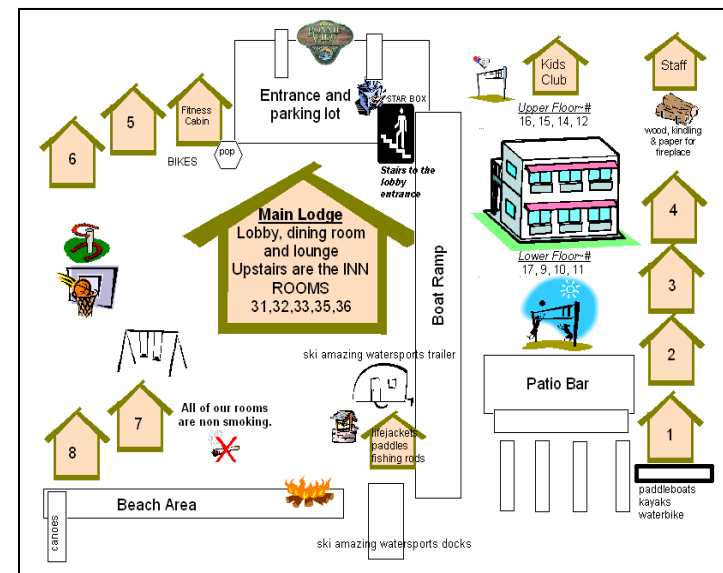 BONNIE
VIEW
Entrance and
parking lot
STAR BOX
Stairs to the
lobby
entrance
Fitness
Cabin
5
6
BIKES
pop
Kids
Club
Staff
wood, kindling
& paper for
fireplace
Upper Floor~#
16, 15, 14, 12
Lower Floor~#
17, 9, 10, 11
Main Lodge
Lobby, dining room
and lounge
Upstairs are the INN
ROOMS
31,32,33,35,36
Boat Ramp
4
3
2
1
Patio Bar
paddleboats
kayaks
waterbike
ski amazing watersports trailer
lifejackets
paddles
fishing rods
All of our rooms
are non smoking.
7
8
Beach Area
canoes
ski amazing watersports docks